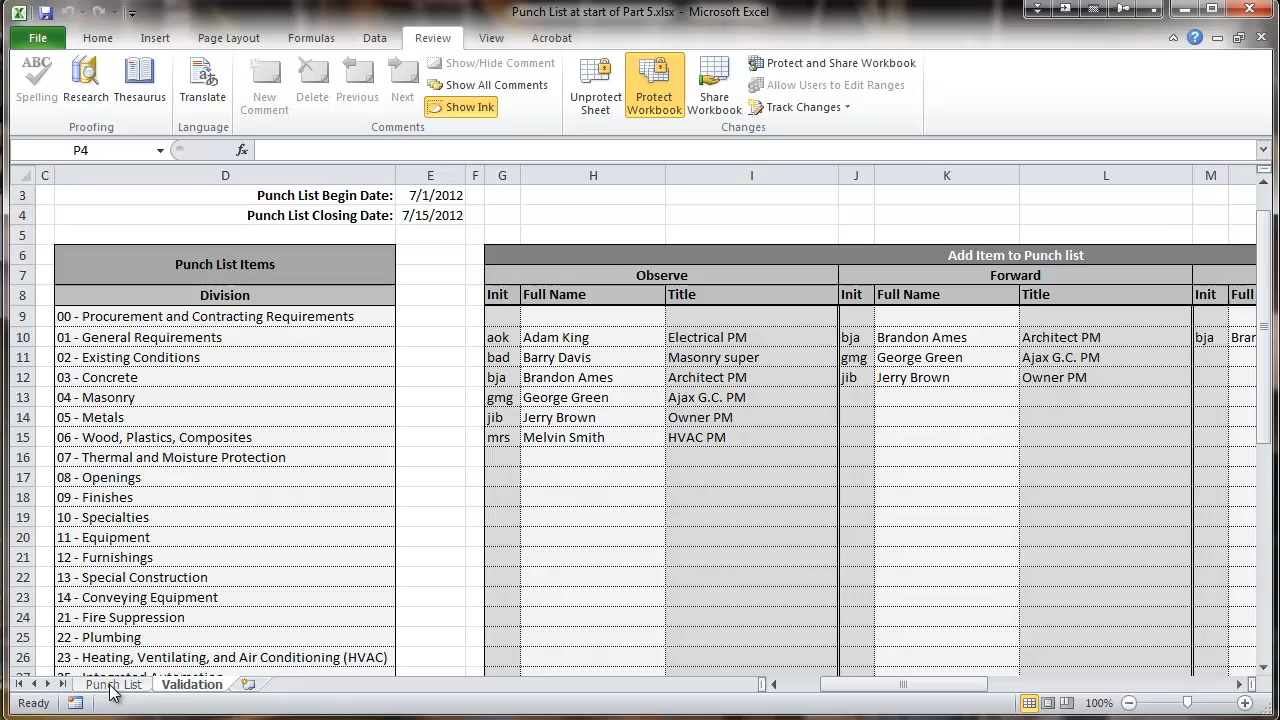 Punch List at start of Part 5.xlsx - Microsoft Excel
File Home Insert Page Layout Formulas Data Review View Acrobat
ABC Spelling Research Thesaurus Translate New Comment Delete Previous Next
Show/Hide Comment
Show All Comments
Show Ink
Unprotect Sheet Protect Workbook Share Workbook
Protect and Share Workbook
Allow Users to Edit Ranges
Track Changes
Proofing Language Comments Changes
P4 fx
C D E F G H I J K L M
3 Punch List Begin Date: 7/1/2012
4 Punch List Closing Date: 7/15/2012
5
6 Punch List Items Add Item to Punch list
7 Observe Forward
8 Division Init Full Name Title Init Full Name Title Init Full
9 00 - Procurement and Contracting Requirements
10 01 - General Requirements aok Adam King Electrical PM bja Brandon Ames Architect PM bja Bran
11 02 - Existing Conditions bad Barry Davis Masonry super gmg George Green Ajax G.C. PM
12 03 - Concrete bja Brandon Ames Architect PM jib Jerry Brown Owner PM
13 04 - Masonry gmg George Green Ajax G.C. PM
14 05 - Metals jib Jerry Brown Owner PM
15 06 - Wood, Plastics, Composites mrs Melvin Smith HVAC PM
16 07 - Thermal and Moisture Protection
17 08 - Openings
18 09 - Finishes
19 10 - Specialties
20 11 - Equipment
21 12 - Furnishings
22 13 - Special Construction
23 14 - Conveying Equipment
24 21 - Fire Suppression
25 22 - Plumbing
26 23 - Heating, Ventilating, and Air Conditioning (HVAC)
27 25 - Integrated Automation
Punch List Validation
Ready 100%